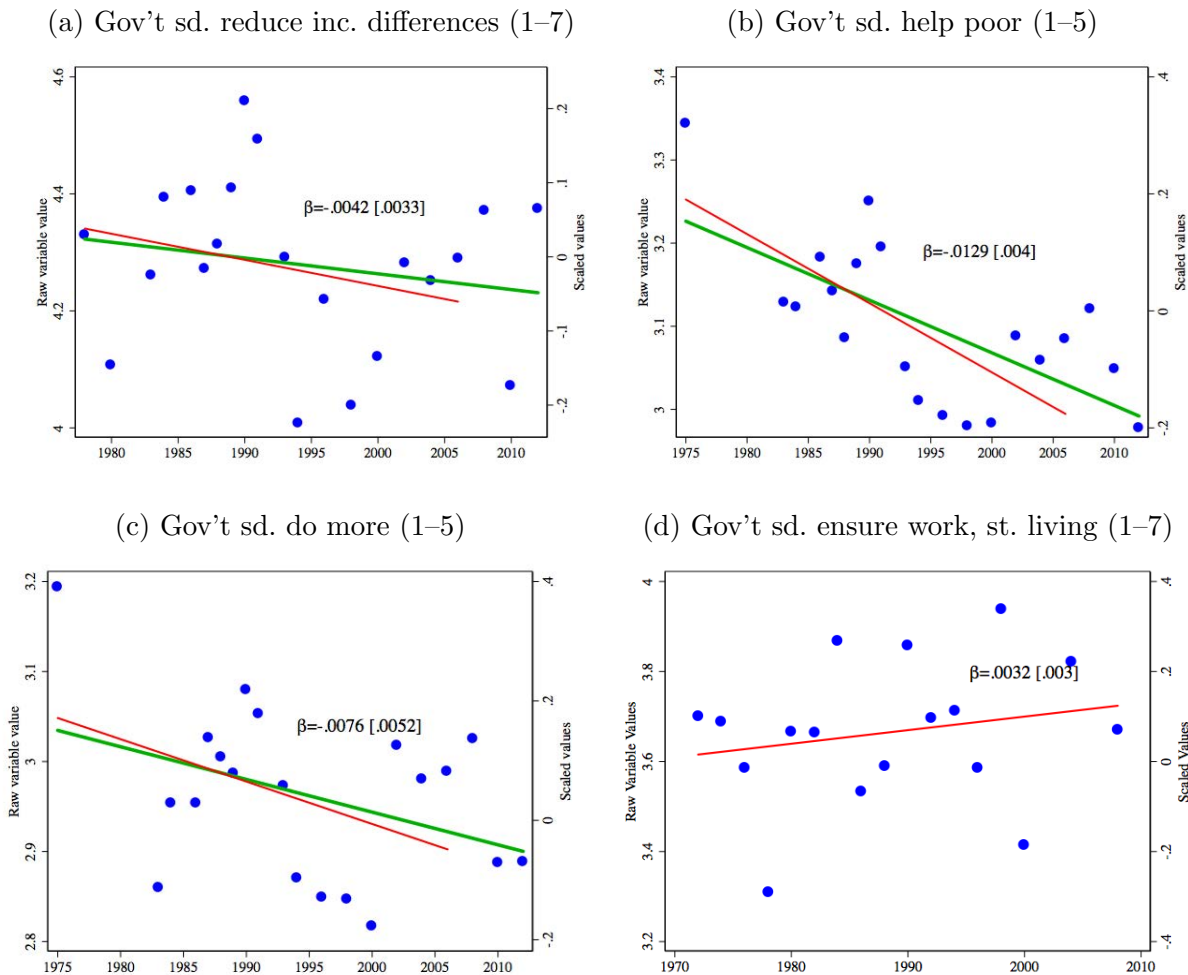 (a) Gov't sd. reduce inc. differences (1–7)
Raw variable value
4 4.2 4.4 4.6
β=-.0042 [.0033]
-.2 -.1 0 .1 .2
Scaled values
1980 1985 1990 1995 2000 2005 2010
(b) Gov't sd. help poor (1–5)
Raw variable value
3 3.1 3.2 3.3 3.4
β=-.0129 [.004]
-.2 0 .2 .4
Scaled values
1975 1980 1985 1990 1995 2000 2005 2010
(c) Gov't sd. do more (1–5)
Raw variable value
2.8 2.9 3 3.1 3.2
β=-.0076 [.0052]
-.2 0 .2 .4
Scaled values
1975 1980 1985 1990 1995 2000 2005 2010
(d) Gov't sd. ensure work, st. living (1–7)
Raw Variable Values
3.2 3.4 3.6 3.8 4
β=.0032 [.003]
-.4 -.2 0 .2 .4
Scaled Values
1970 1980 1990 2000 2010